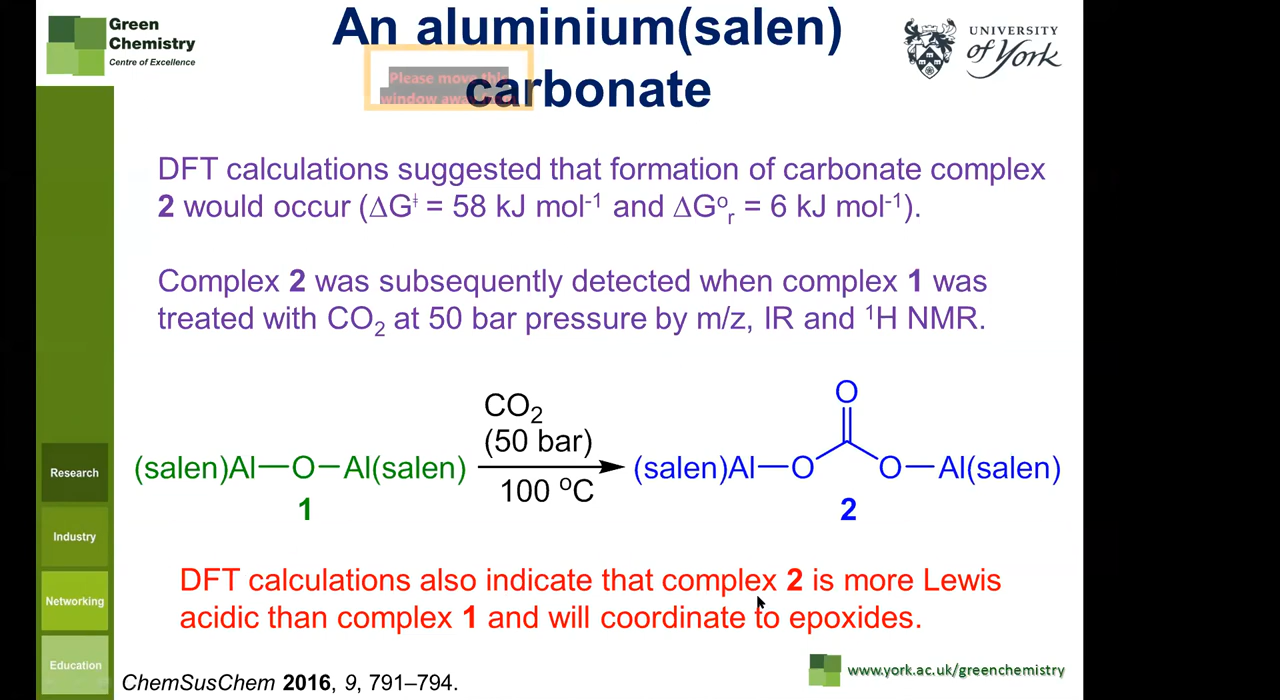 Green
Chemistry
Centre of Excellence
An aluminium(salen)
carbonate
Please move this
window away
UNIVERSITY
of York
DFT calculations suggested that formation of carbonate complex
2 would occur (ΔG‡ = 58 kJ mol-1 and ΔGor = 6 kJ mol-1).
Complex 2 was subsequently detected when complex 1 was
treated with CO2 at 50 bar pressure by m/z, IR and 1H NMR.
O
CO2
(50 bar)
(salen)Al—O—Al(salen)
(salen)Al—O
O—Al(salen)
100 oC
1
2
DFT calculations also indicate that complex 2 is more Lewis
acidic than complex 1 and will coordinate to epoxides.
Research
Industry
Networking
Education
ChemSusChem 2016, 9, 791–794.
www.york.ac.uk/greenchemistry